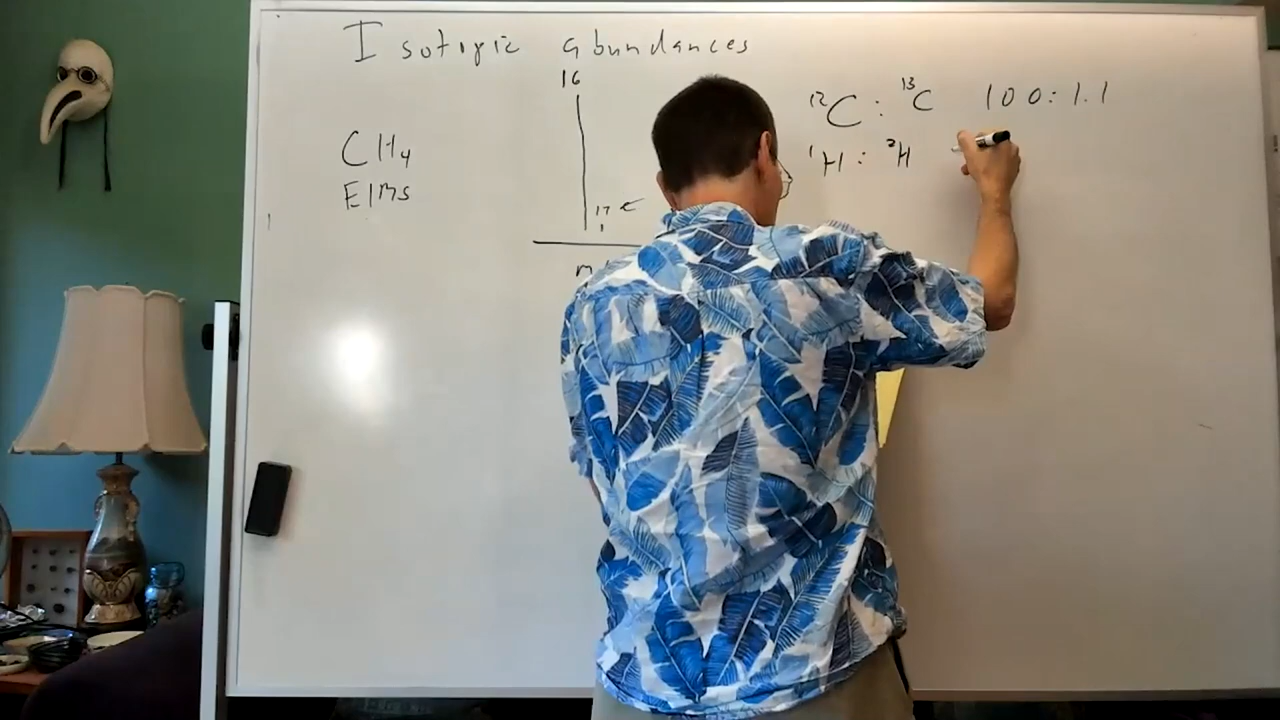 Isotopic abundances
16
¹²C : ¹³C 100:1.1
CH₄
¹H : ²H
EIMS
17 ←
m